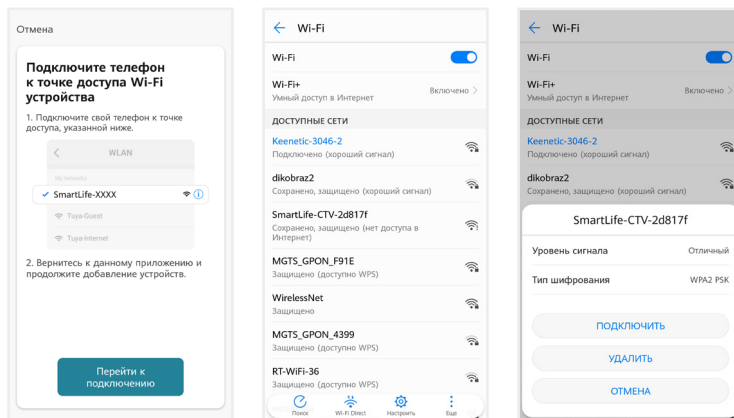 Отмена
Подключите телефон
к точке доступа Wi-Fi
устройства
1. Подключите свой телефон к точке
доступа, указанной ниже.
WLAN
My networks
SmartLife-XXXX
Tuya-Guest
Tuya-Internet
2. Вернитесь к данному приложению и
продолжите добавление устройств.
Перейти к
подключению
Wi-Fi
Wi-Fi
Wi-Fi+
Умный доступ в Интернет
Включено
ДОСТУПНЫЕ СЕТИ
Keenetic-3046-2
Подключено (хороший сигнал)
dikobraz2
Сохранено, защищено (хороший сигнал)
SmartLife-CTV-2d817f
Сохранено, защищено (нет доступа в
Интернет)
MGTS_GPON_F91E
Защищено (доступно WPS)
WirelessNet
Защищено
MGTS_GPON_4399
Защищено (доступно WPS)
RT-WiFi-36
Защищено (доступно WPS)
Поиск
Wi-Fi Direct
Настроить
Еще
Wi-Fi
Wi-Fi
Wi-Fi+
Умный доступ в Интернет
Включено
ДОСТУПНЫЕ СЕТИ
Keenetic-3046-2
Подключено (хороший сигнал)
dikobraz2
Сохранено, защищено (хороший сигнал)
SmartLife-CTV-2d817f
Уровень сигнала
Отличный
Тип шифрования
WPA2 PSK
ПОДКЛЮЧИТЬ
УДАЛИТЬ
ОТМЕНА